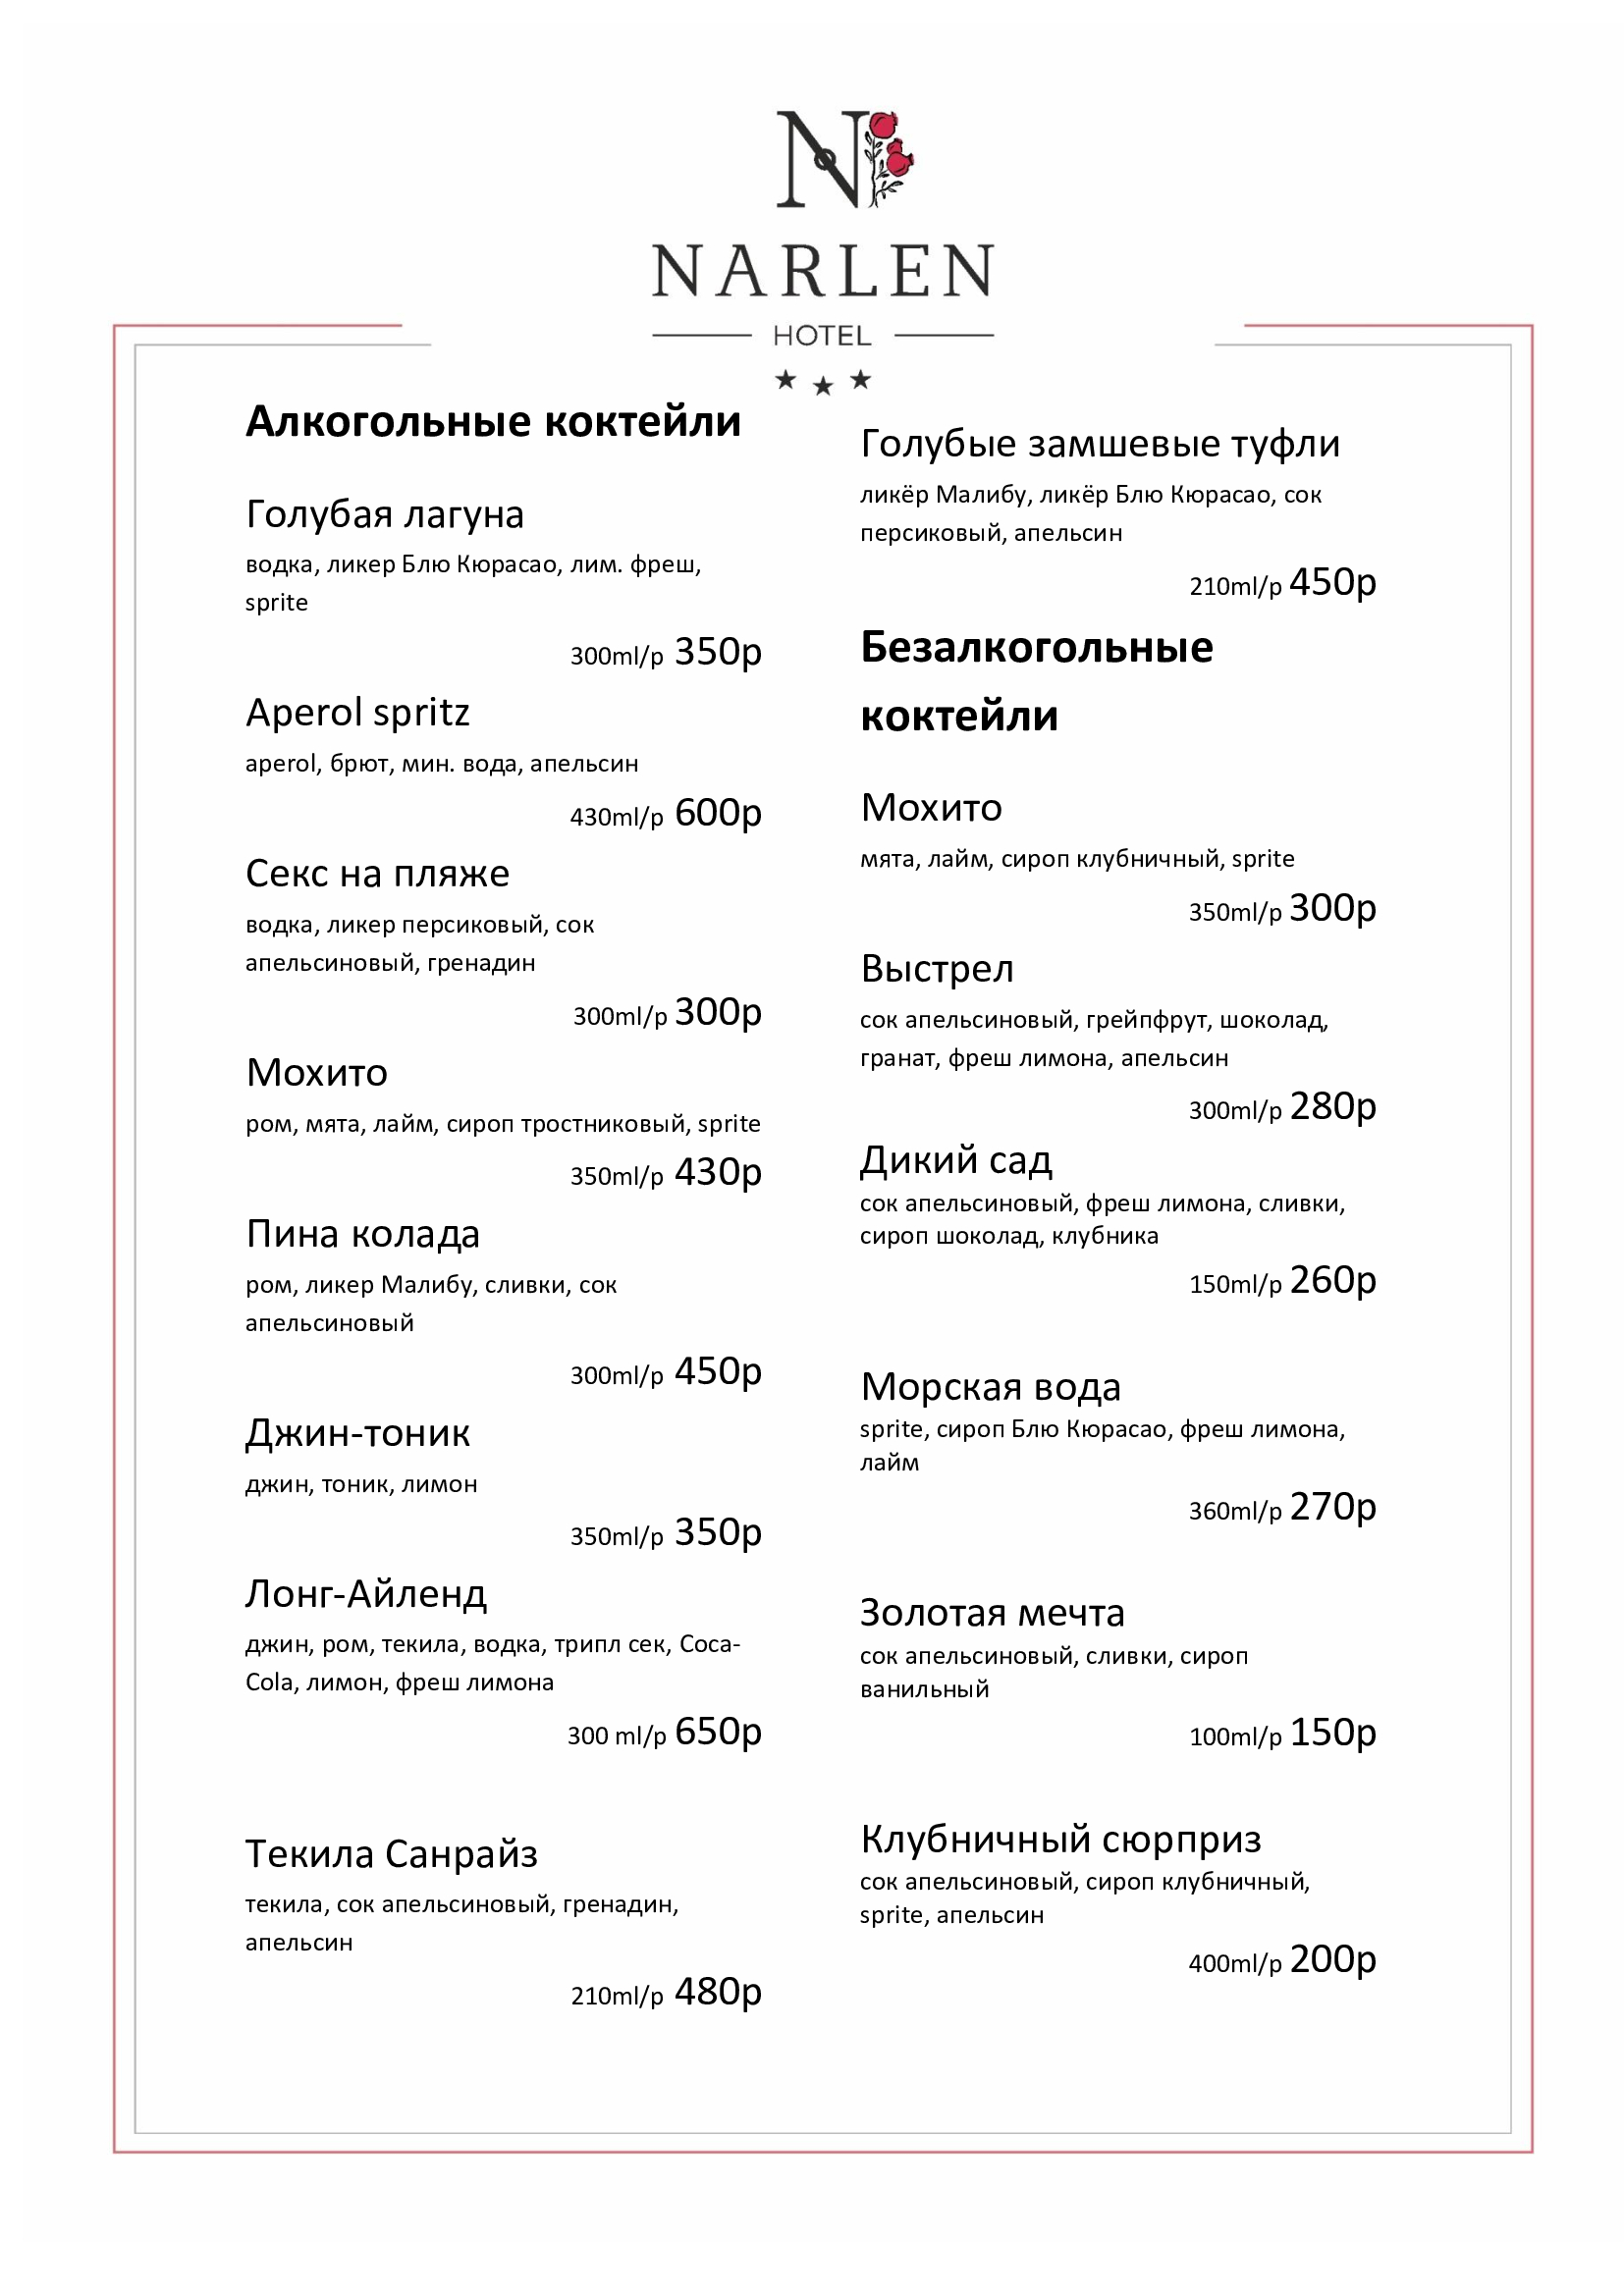 N
NARLEN
HOTEL
Алкогольные коктейли
Голубая лагуна
водка, ликер Блю Кюрасао, лим. фреш,
sprite
300ml/р 350р
Aperol spritz
aperol, брют, мин. вода, апельсин
430ml/р 600р
Секс на пляже
водка, ликер персиковый, сок
апельсиновый, гренадин
300ml/р 300р
Мохито
ром, мята, лайм, сироп тростниковый, sprite
350ml/р 430р
Пина колада
ром, ликер Малибу, сливки, сок
апельсиновый
300ml/р 450р
Джин-тоник
джин, тоник, лимон
350ml/р 350р
Лонг-Айленд
джин, ром, текила, водка, трипл сек, Coca-
Cola, лимон, фреш лимона
300 ml/р 650р
Текила Санрайз
текила, сок апельсиновый, гренадин,
апельсин
210ml/р 480р
Голубые замшевые туфли
ликёр Малибу, ликёр Блю Кюрасао, сок
персиковый, апельсин
210ml/р 450р
Безалкогольные
коктейли
Мохито
мята, лайм, сироп клубничный, sprite
350ml/р 300р
Выстрел
сок апельсиновый, грейпфрут, шоколад,
гранат, фреш лимона, апельсин
300ml/р 280р
Дикий сад
сок апельсиновый, фреш лимона, сливки,
сироп шоколад, клубника
150ml/р 260р
Морская вода
sprite, сироп Блю Кюрасао, фреш лимона,
лайм
360ml/р 270р
Золотая мечта
сок апельсиновый, сливки, сироп
ванильный
100ml/р 150р
Клубничный сюрприз
сок апельсиновый, сироп клубничный,
sprite, апельсин
400ml/р 200р